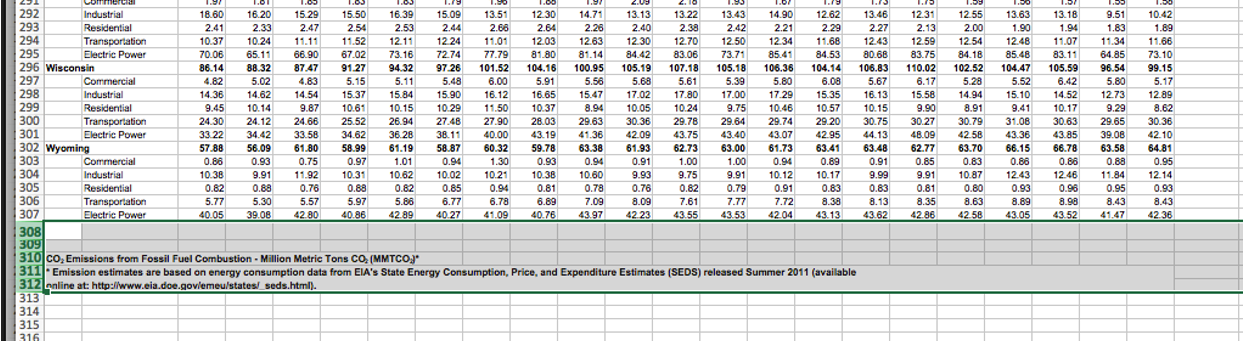 292 Industrial 18.60 16.20 15.29 15.50 16.39 15.09 13.51 12.30 14.71 13.13 13.22 13.43 14.90 12.62 13.46 12.31 12.55 13.63 13.18 9.51 10.42
293 Residential 2.41 2.33 2.47 2.54 2.53 2.44 2.66 2.64 2.26 2.40 2.38 2.42 2.21 2.29 2.27 2.13 2.00 1.90 1.94 1.83 1.89
294 Transportation 10.37 10.24 11.11 11.52 12.11 12.24 11.01 12.03 12.63 12.30 12.70 12.50 12.34 11.68 12.43 12.59 12.54 12.48 11.07 11.34 11.66
295 Electric Power 70.06 65.11 66.90 67.02 73.16 72.74 77.79 81.80 81.14 84.42 83.06 73.71 85.41 84.53 80.68 83.75 84.18 85.48 83.11 64.85 73.10
296 Wisconsin 86.14 88.32 87.47 91.27 94.32 97.26 101.52 104.16 100.95 105.19 107.18 105.18 106.36 104.14 106.83 110.02 102.52 104.47 105.59 96.54 99.15
297 Commercial 4.82 5.02 4.83 5.15 5.11 5.48 6.00 5.91 5.56 5.68 5.61 5.39 5.80 6.08 5.67 6.17 5.28 5.52 6.42 5.80 5.17
298 Industrial 14.36 14.62 14.54 15.37 15.84 15.90 16.12 16.65 15.47 17.02 17.80 17.00 17.29 15.35 16.13 15.58 14.94 15.10 14.52 12.73 12.89
299 Residential 9.45 10.14 9.87 10.61 10.15 10.29 11.50 10.37 8.94 10.05 10.24 9.75 10.46 10.57 10.15 9.90 8.91 9.41 10.17 9.29 8.62
300 Transportation 24.30 24.12 24.66 25.52 26.94 27.48 27.90 28.03 29.63 30.36 29.78 29.64 29.74 29.20 30.75 30.27 30.79 31.08 30.63 29.65 30.36
301 Electric Power 33.22 34.42 33.58 34.62 36.28 38.11 40.00 43.19 41.36 42.09 43.75 43.40 43.07 42.95 44.13 48.09 42.58 43.36 43.85 39.08 42.10
302 Wyoming 57.88 56.09 61.80 58.99 61.19 58.87 60.32 59.78 63.38 61.93 62.73 63.00 61.73 63.41 63.48 62.77 63.70 66.15 66.78 63.58 64.81
303 Commercial 0.86 0.93 0.75 0.97 1.01 0.94 1.30 0.93 0.94 0.91 1.00 1.00 0.94 0.89 0.91 0.85 0.83 0.86 0.86 0.88 0.95
304 Industrial 10.38 9.91 11.92 10.31 10.62 10.02 10.21 10.38 10.60 9.93 9.75 9.91 10.12 10.17 9.99 9.91 10.87 12.43 12.46 11.84 12.14
305 Residential 0.82 0.88 0.76 0.88 0.82 0.85 0.94 0.81 0.78 0.76 0.82 0.79 0.91 0.83 0.83 0.81 0.80 0.93 0.96 0.95 0.93
306 Transportation 5.77 5.30 5.57 5.97 5.86 6.77 6.78 6.89 7.09 8.09 7.61 7.77 7.72 8.38 8.13 8.35 8.63 8.89 8.98 8.43 8.43
307 Electric Power 40.05 39.08 42.80 40.86 42.89 40.27 41.09 40.76 43.97 42.23 43.55 43.53 42.04 43.13 43.62 42.86 42.58 43.05 43.52 41.47 42.36
308
309
310 CO₂ Emissions from Fossil Fuel Combustion - Million Metric Tons CO₂ (MMTCO₂)*
311 * Emission estimates are based on energy consumption data from EIA's State Energy Consumption, Price, and Expenditure Estimates (SEDS) released Summer 2011 (available
312 online at: http://www.eia.doe.gov/emeu/states/_seds.html).
313
314
315
316